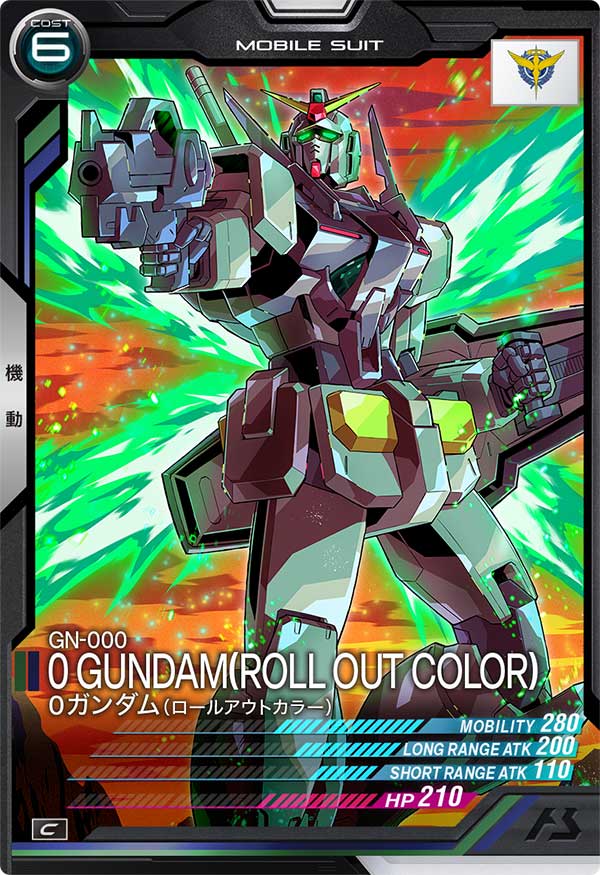 COST
6
MOBILE SUIT
機動
GN-000
0 GUNDAM(ROLL OUT COLOR)
0ガンダム(ロールアウトカラー)
MOBILITY 280
LONG RANGE ATK 200
SHORT RANGE ATK 110
HP 210
C